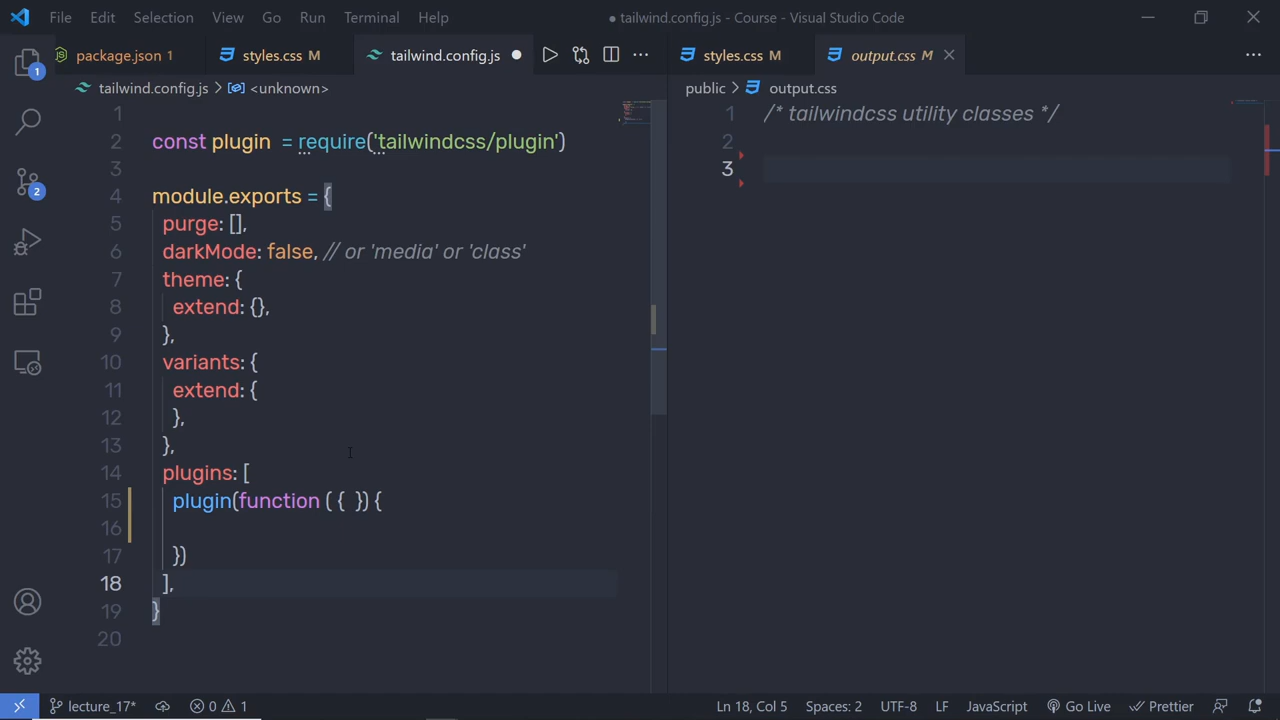 File Edit Selection View Go Run Terminal Help
● tailwind.config.js - Course - Visual Studio Code
package.json 1
styles.css M
tailwind.config.js
styles.css M
output.css M
tailwind.config.js > <unknown>
public > output.css
1
2 const plugin = require('tailwindcss/plugin')
3
4 module.exports = {
5 purge: [],
6 darkMode: false, // or 'media' or 'class'
7 theme: {
8 extend: {},
9 },
10 variants: {
11 extend: {
12 },
13 },
14 plugins: [
15 plugin(function ( { }) {
16
17 })
18 ],
19 }
20
1 /* tailwindcss utility classes */
2
3
1
2
lecture_17* 0 1 Ln 18, Col 5 Spaces: 2 UTF-8 LF JavaScript Go Live Prettier